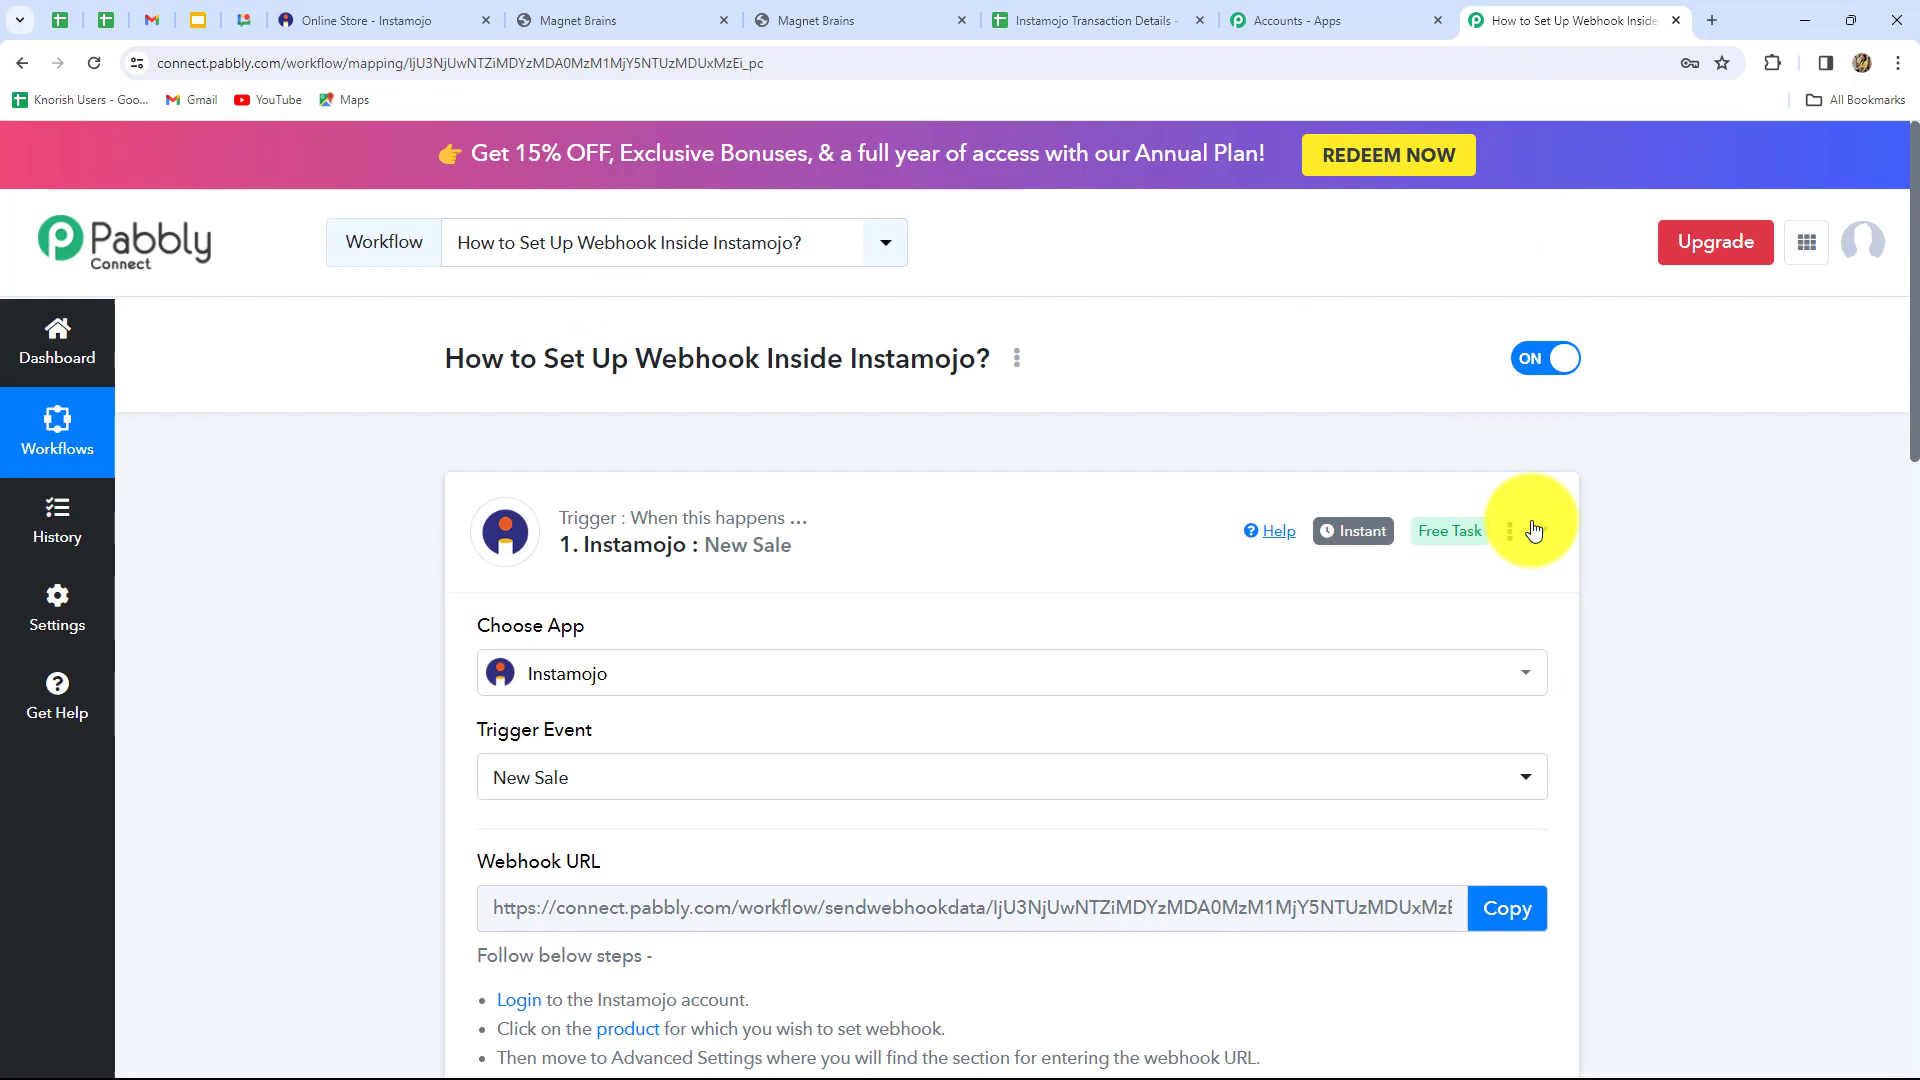 Online Store - Instamojo
Magnet Brains
Magnet Brains
Instamojo Transaction Details -
Accounts - Apps
How to Set Up Webhook Inside
connect.pabbly.com/workflow/mapping/IjU3NjUwNTZiMDYzMDA0MzM1MjY5NTUzMDUxMzEi_pc
Knorish Users - Goo...
Gmail
YouTube
Maps
All Bookmarks
👉 Get 15% OFF, Exclusive Bonuses, & a full year of access with our Annual Plan!
REDEEM NOW
Pabbly
Connect
Workflow
How to Set Up Webhook Inside Instamojo?
Upgrade
Dashboard
Workflows
History
Settings
Get Help
How to Set Up Webhook Inside Instamojo?
ON
Trigger : When this happens ...
1. Instamojo : New Sale
Help
Instant
Free Task
Choose App
Instamojo
Trigger Event
New Sale
Webhook URL
https://connect.pabbly.com/workflow/sendwebhookdata/IjU3NjUwNTZiMDYzMDA0MzM1MjY5NTUzMDUxMzE
Copy
Follow below steps -
• Login to the Instamojo account.
• Click on the product for which you wish to set webhook.
• Then move to Advanced Settings where you will find the section for entering the webhook URL.